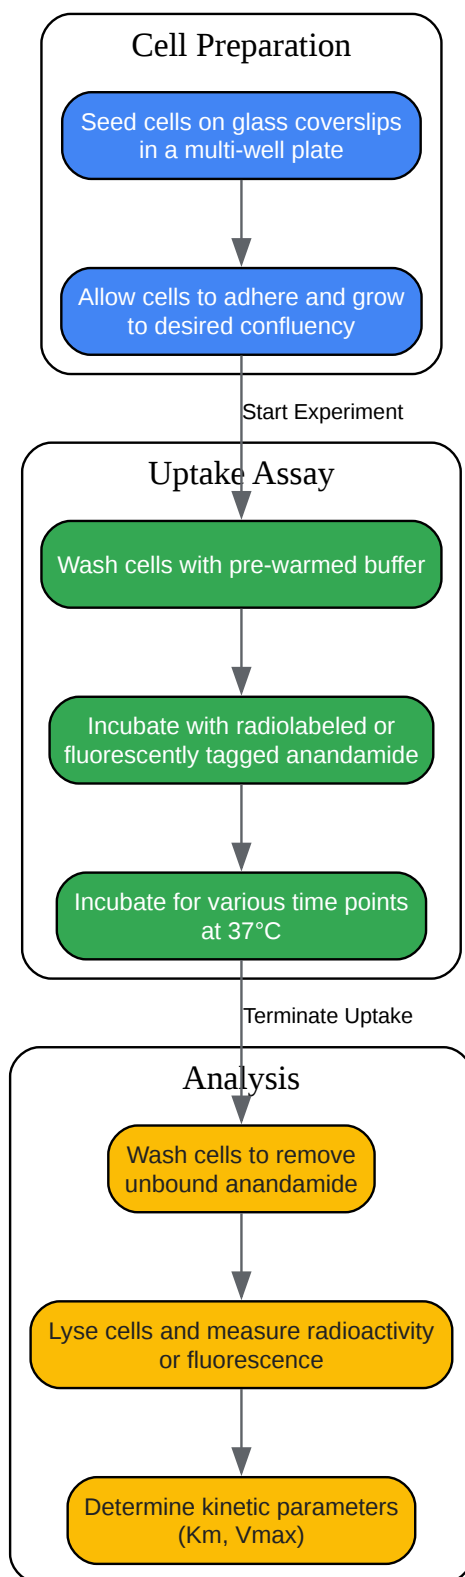 Cell Preparation
Seed cells on glass coverslips
in a multi-well plate
Allow cells to adhere and grow
to desired confluency
Start Experiment
Uptake Assay
Wash cells with pre-warmed buffer
Incubate with radiolabeled or
fluorescently tagged anandamide
Incubate for various time points
at 37°C
Terminate Uptake
Analysis
Wash cells to remove
unbound anandamide
Lyse cells and measure radioactivity
or fluorescence
Determine kinetic parameters
(Km, Vmax)